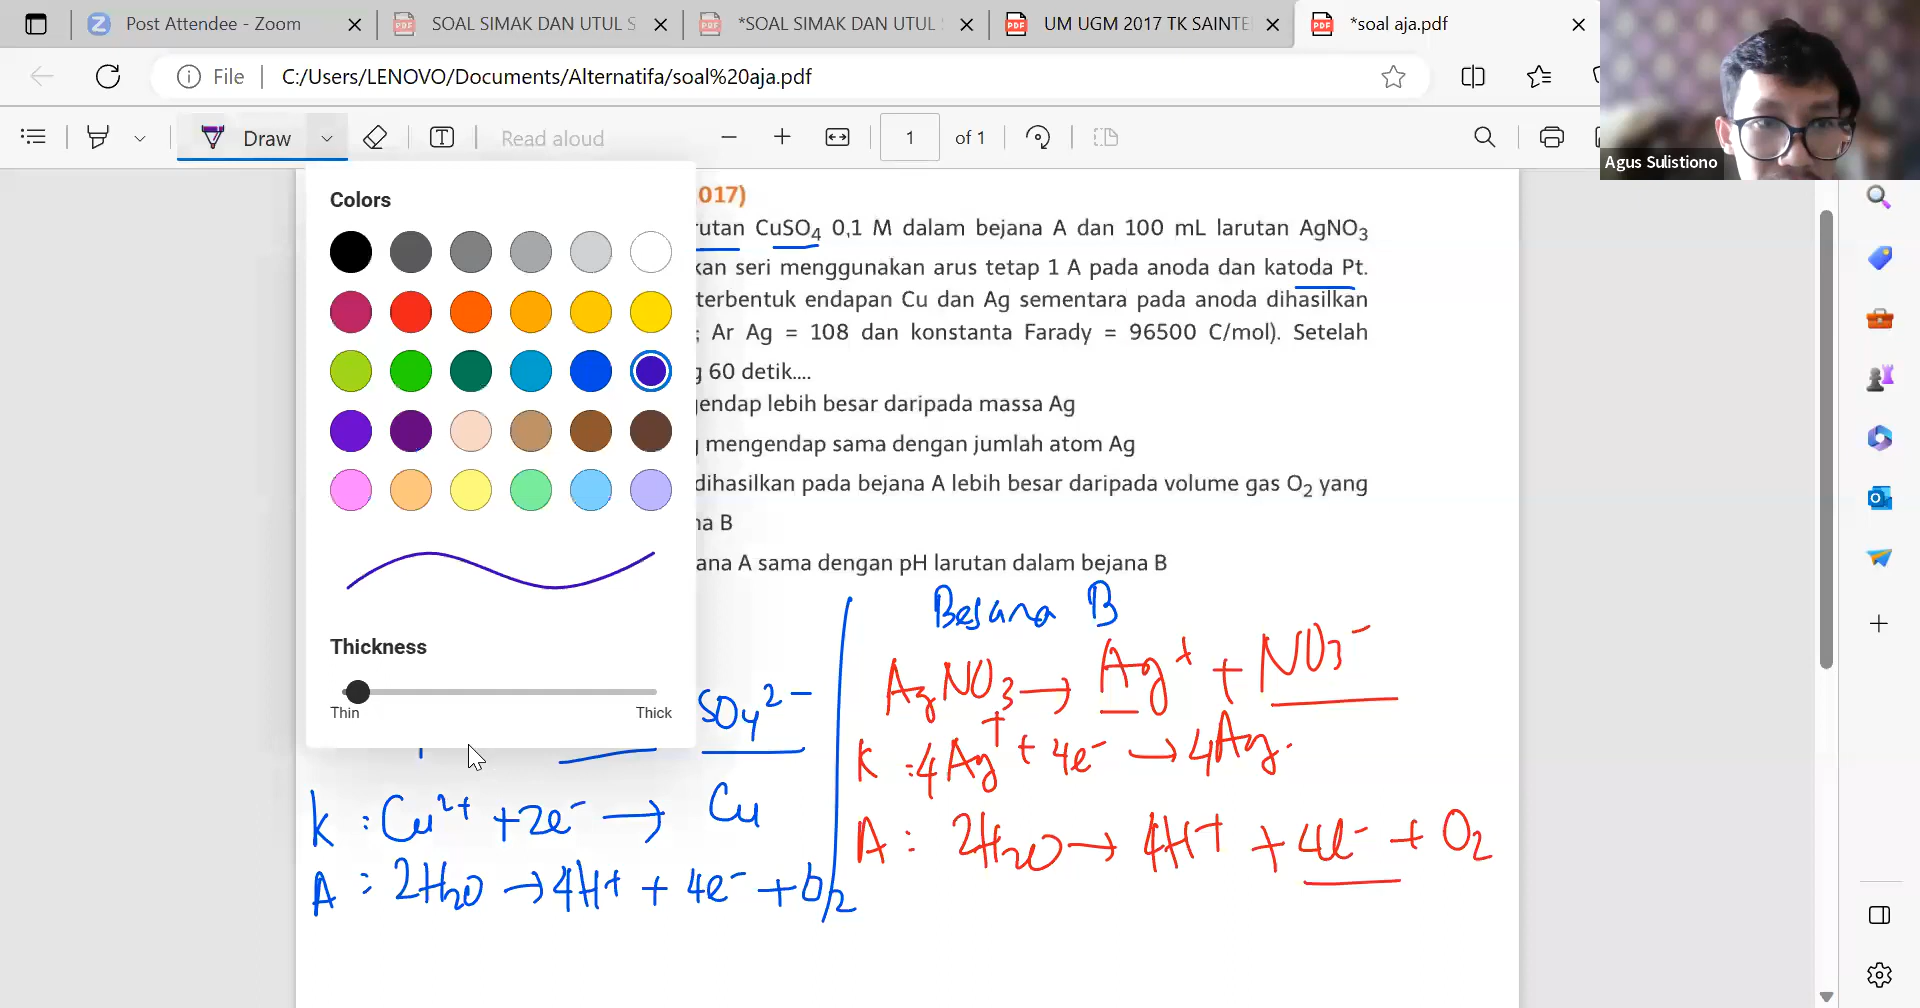 Post Attendee - Zoom
SOAL SIMAK DAN UTUL S
*SOAL SIMAK DAN UTUL
UM UGM 2017 TK SAINTE
*soal aja.pdf
File
C:/Users/LENOVO/Documents/Alternatifa/soal%20aja.pdf
Draw
Read aloud
1
of 1
Agus Sulistiono
Colors
Thickness
Thin
Thick
017)
rutan CuSO4 0,1 M dalam bejana A dan 100 mL larutan AgNO3
kan seri menggunakan arus tetap 1 A pada anoda dan katoda Pt.
terbentuk endapan Cu dan Ag sementara pada anoda dihasilkan
; Ar Ag = 108 dan konstanta Farady = 96500 C/mol). Setelah
g 60 detik....
gendap lebih besar daripada massa Ag
g mengendap sama dengan jumlah atom Ag
dihasilkan pada bejana A lebih besar daripada volume gas O2 yang
na B
ana A sama dengan pH larutan dalam bejana B
SO4 2-
K : Cu2+ + 2e- → Cu
A : 2H2O → 4H+ + 4e- + O2
Bejana B
AgNO3 → Ag+ + NO3-
K : 4Ag+ + 4e- → 4Ag.
A : 2H2O → 4H+ + 4e- + O2